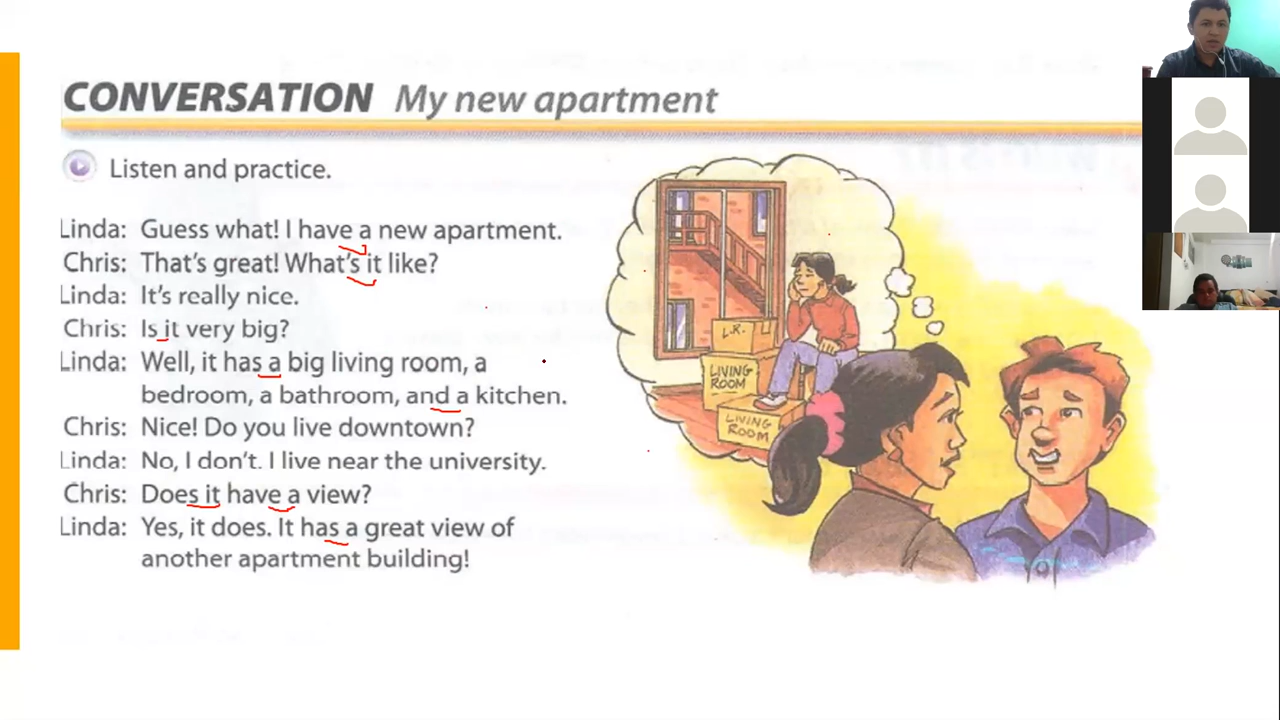 CONVERSATION My new apartment
Listen and practice.
Linda: Guess what! I have a new apartment.
Chris: That's great! What's it like?
Linda: It's really nice.
Chris: Is it very big?
Linda: Well, it has a big living room, a
bedroom, a bathroom, and a kitchen.
Chris: Nice! Do you live downtown?
Linda: No, I don't. I live near the university.
Chris: Does it have a view?
Linda: Yes, it does. It has a great view of
another apartment building!
L.R.
L
LIVING
ROOM
LIVING
ROOM